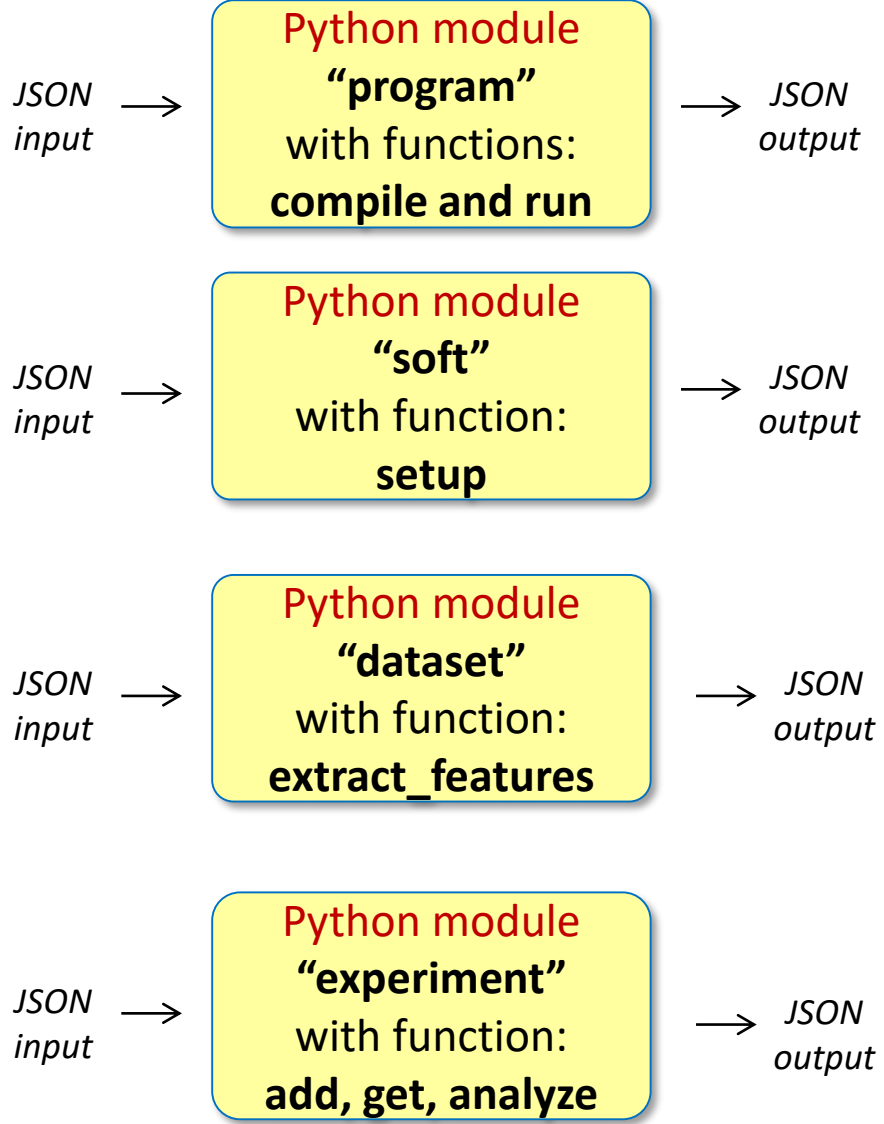 Python module
“program”
with functions:
compile and run
JSON
input
JSON
output
Python module
“soft”
with function:
setup
JSON
input
JSON
output
Python module
“dataset”
with function:
extract_features
JSON
input
JSON
output
Python module
“experiment”
with function:
add, get, analyze
JSON
input
JSON
output